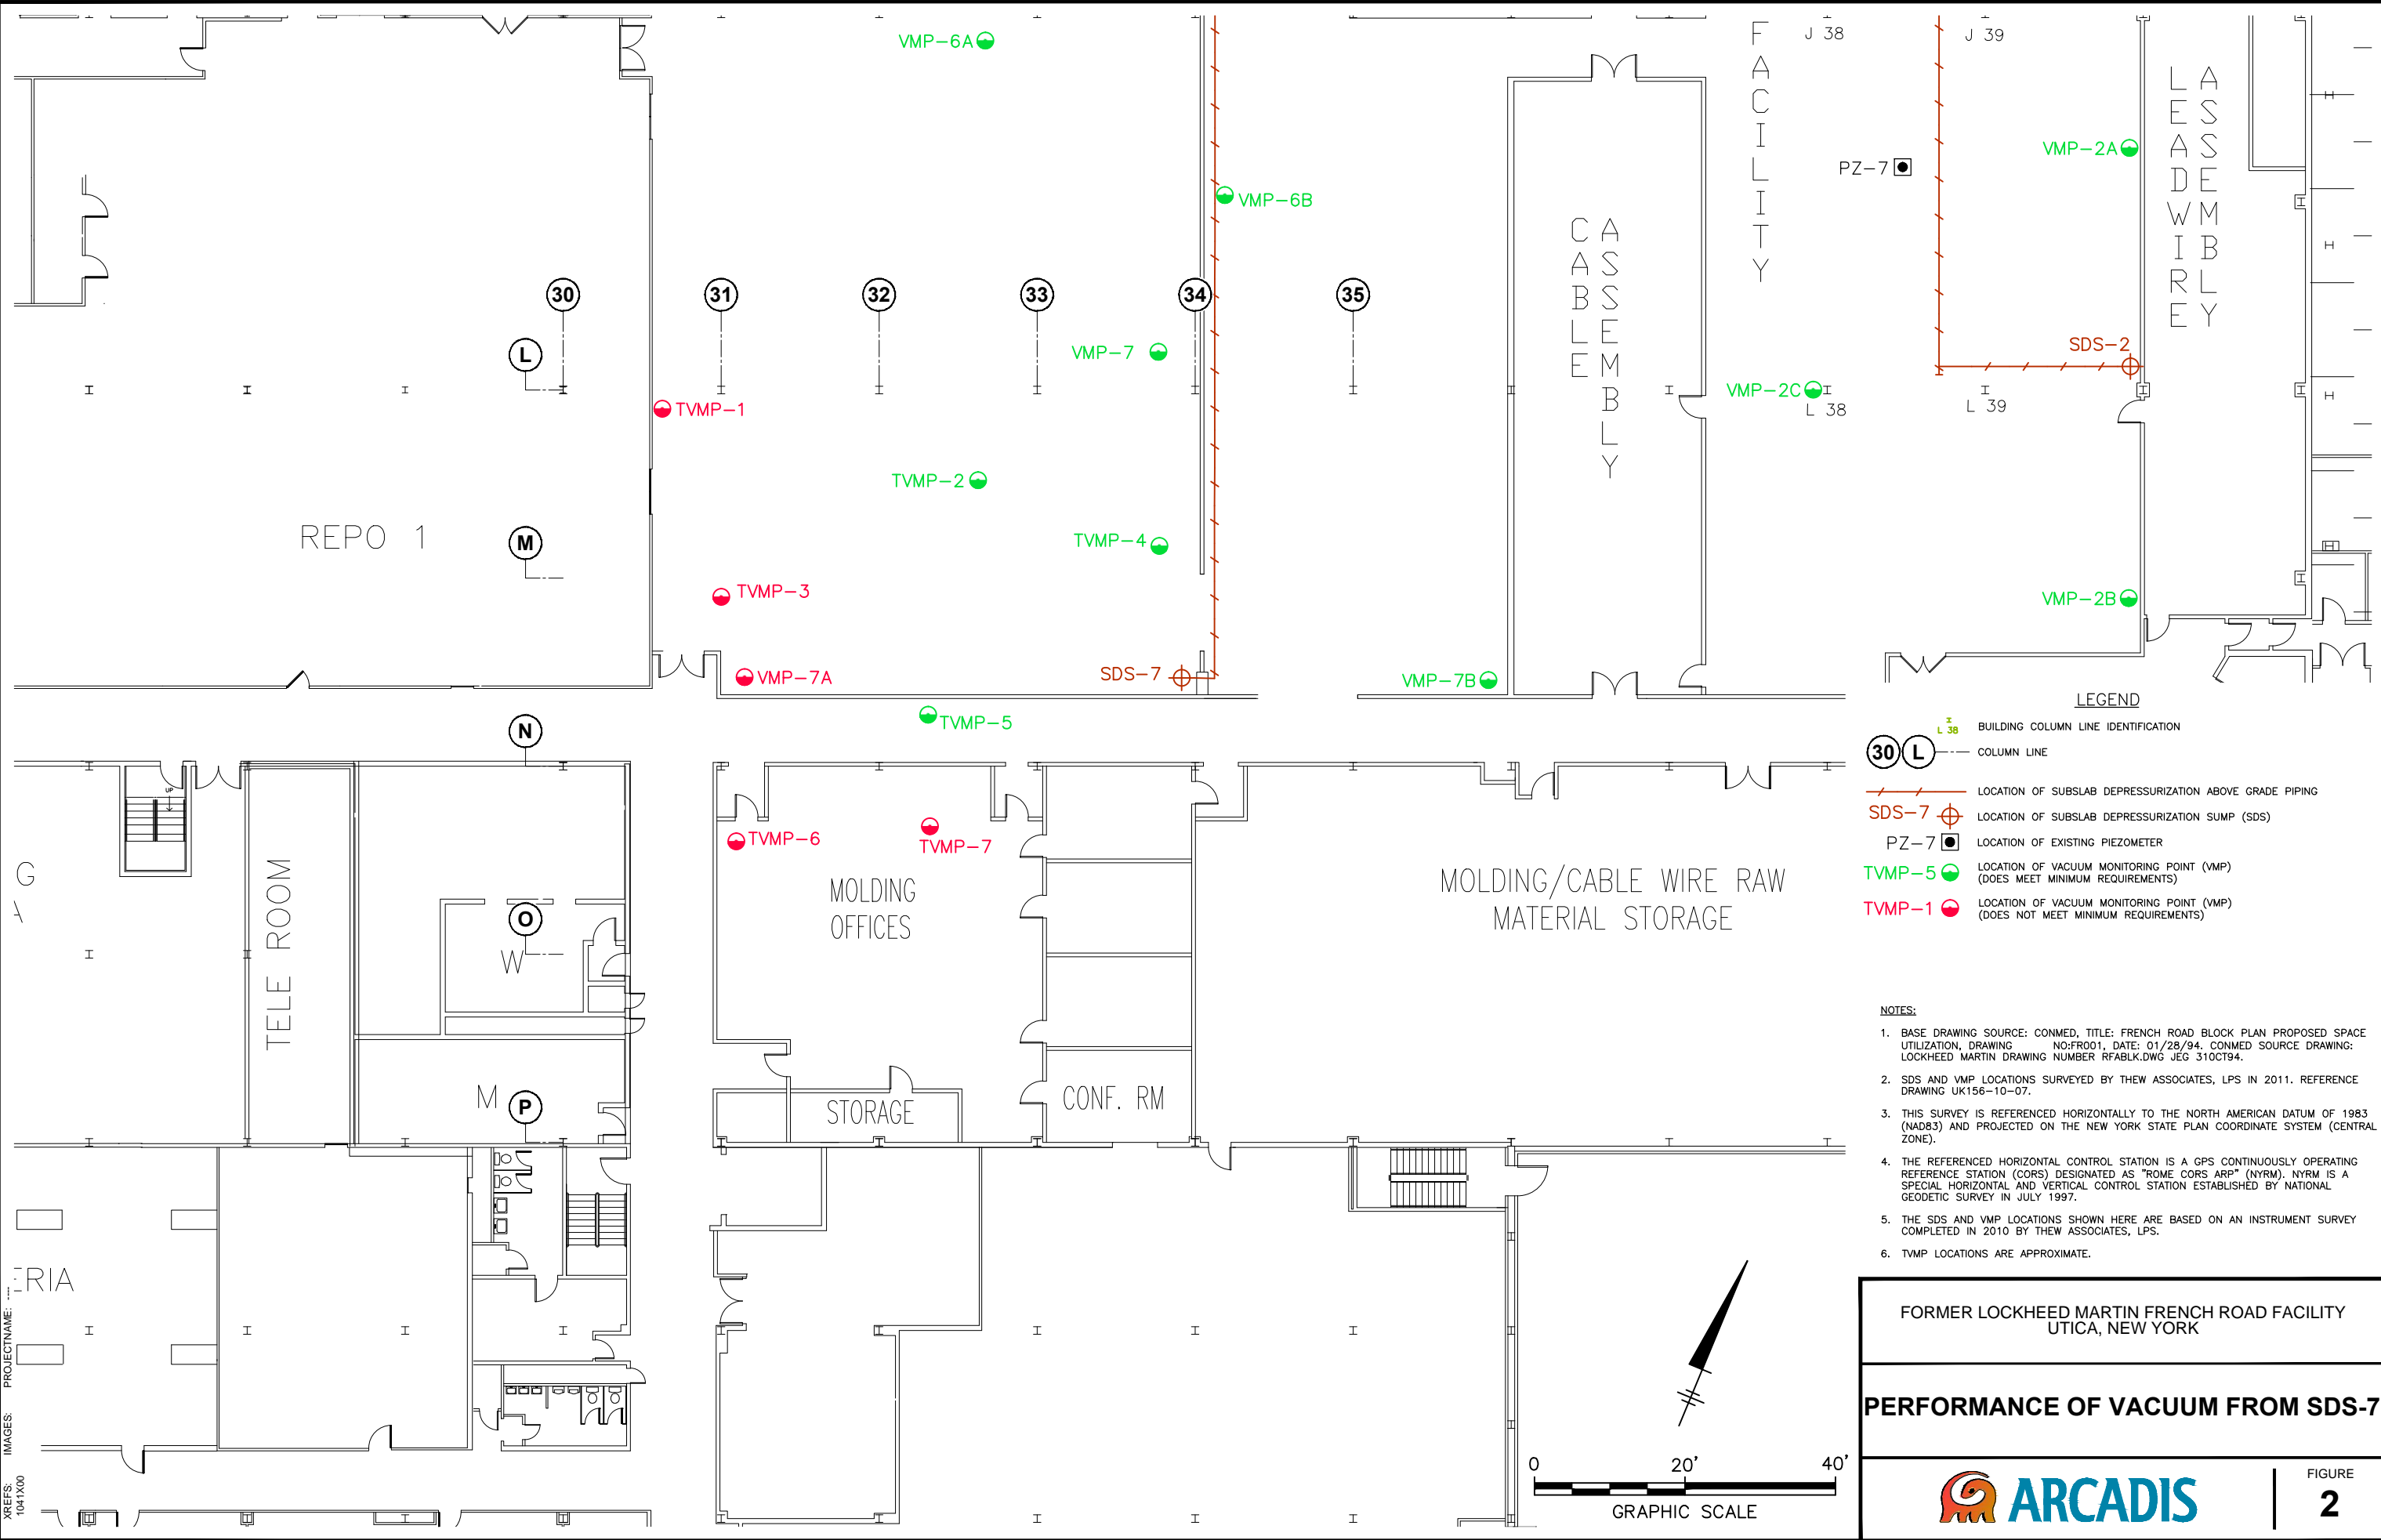 VMP-6A
F
A
C
I
L
I
T
Y
J 38
J 39
LEADWIRE
ASSEMBLY
VMP-2A
PZ-7
VMP-6B
CABLE
ASSEMBLY
30
31
32
33
34
35
L
VMP-7
SDS-2
TVMP-1
VMP-2C
L 38
L 39
TVMP-2
REPO 1
M
TVMP-4
TVMP-3
VMP-2B
VMP-7A
SDS-7
VMP-7B
TVMP-5
N
UP
TVMP-6
TVMP-7
G
A
TELE ROOM
MOLDING
OFFICES
MOLDING/CABLE WIRE RAW
MATERIAL STORAGE
O
W
M
P
STORAGE
CONF. RM
ERIA
LEGEND
L 38
BUILDING COLUMN LINE IDENTIFICATION
30 L COLUMN LINE
LOCATION OF SUBSLAB DEPRESSURIZATION ABOVE GRADE PIPING
SDS-7 LOCATION OF SUBSLAB DEPRESSURIZATION SUMP (SDS)
PZ-7 LOCATION OF EXISTING PIEZOMETER
TVMP-5 LOCATION OF VACUUM MONITORING POINT (VMP)
(DOES MEET MINIMUM REQUIREMENTS)
TVMP-1 LOCATION OF VACUUM MONITORING POINT (VMP)
(DOES NOT MEET MINIMUM REQUIREMENTS)
NOTES:
1. BASE DRAWING SOURCE: CONMED, TITLE: FRENCH ROAD BLOCK PLAN PROPOSED SPACE
UTILIZATION, DRAWING NO:FR001, DATE: 01/28/94. CONMED SOURCE DRAWING:
LOCKHEED MARTIN DRAWING NUMBER RFABLK.DWG JEG 31OCT94.
2. SDS AND VMP LOCATIONS SURVEYED BY THEW ASSOCIATES, LPS IN 2011. REFERENCE
DRAWING UK156-10-07.
3. THIS SURVEY IS REFERENCED HORIZONTALLY TO THE NORTH AMERICAN DATUM OF 1983
(NAD83) AND PROJECTED ON THE NEW YORK STATE PLAN COORDINATE SYSTEM (CENTRAL
ZONE).
4. THE REFERENCED HORIZONTAL CONTROL STATION IS A GPS CONTINUOUSLY OPERATING
REFERENCE STATION (CORS) DESIGNATED AS "ROME CORS ARP" (NYRM). NYRM IS A
SPECIAL HORIZONTAL AND VERTICAL CONTROL STATION ESTABLISHED BY NATIONAL
GEODETIC SURVEY IN JULY 1997.
5. THE SDS AND VMP LOCATIONS SHOWN HERE ARE BASED ON AN INSTRUMENT SURVEY
COMPLETED IN 2010 BY THEW ASSOCIATES, LPS.
6. TVMP LOCATIONS ARE APPROXIMATE.
0 20' 40'
GRAPHIC SCALE
FORMER LOCKHEED MARTIN FRENCH ROAD FACILITY
UTICA, NEW YORK
PERFORMANCE OF VACUUM FROM SDS-7
ARCADIS
FIGURE
2
XREFS: IMAGES: PROJECTNAME: ----
1041X00